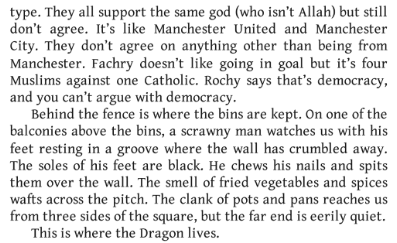 type. They all support the same god (who isn't Allah) but still
don't agree. It's like Manchester United and Manchester
City. They don't agree on anything other than being from
Manchester. Fachry doesn't like going in goal but it's four
Muslims against one Catholic. Rochy says that's democracy,
and you can't argue with democracy.
Behind the fence is where the bins are kept. On one of the
balconies above the bins, a scrawny man watches us with his
feet resting in a groove where the wall has crumbled away.
The soles of his feet are black. He chews his nails and spits
them over the wall. The smell of fried vegetables and spices
wafts across the pitch. The clank of pots and pans reaches us
from three sides of the square, but the far end is eerily quiet.
This is where the Dragon lives.